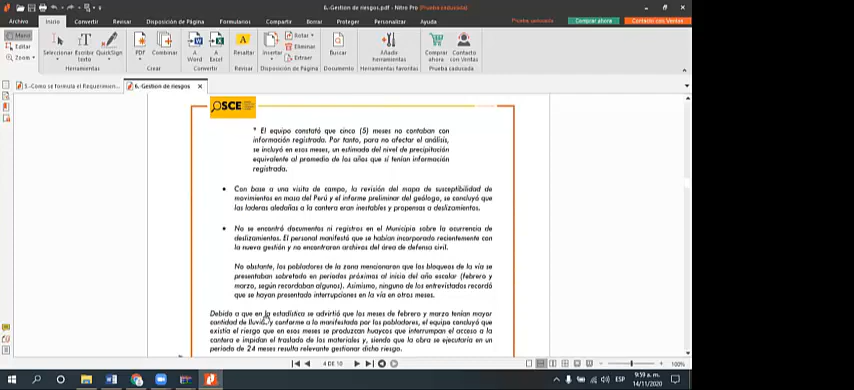 6.-Gestion de riesgos.pdf - Nitro Pro (Prueba caducada)
Archivo Inicio Convertir Revisar Disposición de Página Formularios Compartir Borrar Proteger Personalizar Ayuda Prueba caducada Comprar ahora Contacto con Ventas
Mano
Editar
Zoom
Seleccionar Escribir texto QuickSign
PDF Combinar
A Word A Excel
Resaltar
Insertar
Rotar
Eliminar
Extraer
Buscar
Añadir herramientas
Comprar ahora Contacto con Ventas
Herramientas Crear Convertir Revisar Disposición de Página Documento Herramientas favoritas Prueba caducada
5.-Como se formula el Requerimien... 6.-Gestion de riesgos
OSCE
* El equipo constató que cinco (5) meses no contaban con
información registrada. Por tanto, para no afectar el análisis,
se incluyó en esos meses, un estimado del nivel de precipitación
equivalente al promedio de los años que sí tenían información
registrada.
• Con base a una visita de campo, la revisión del mapa de susceptibilidad de
movimientos en masa del Perú y el informe preliminar del geólogo, se concluyó que
las laderas aledañas a la cantera eran inestables y propensas a deslizamientos.
• No se encontró documentos ni registros en el Municipio sobre la ocurrencia de
deslizamientos. El personal manifestó que se habían incorporado recientemente con
la nueva gestión y no encontraron archivos del área de defensa civil.
No obstante, los pobladores de la zona mencionaron que los bloqueos de la vía se
presentaban sobretodo en periodos próximos al inicio del año escolar (febrero y
marzo, según recordaban algunos). Asimismo, ninguno de los entrevistados recordó
que se hayan presentado interrupciones en la vía en otros meses.
Debido a que en la estadística se advirtió que los meses de febrero y marzo tenían mayor
cantidad de lluvias y conforme a lo manifestado por los pobladores, el equipo concluyó que
existía el riesgo que en esos meses se produzcan huaycos que interrumpan el acceso a la
cantera e impidan el traslado de los materiales y, siendo que la obra se ejecutaría en un
periodo de 24 meses resulta relevante gestionar dicho riesgo.
4 DE 10
100%
ESP
9:59 a. m.
14/11/2020